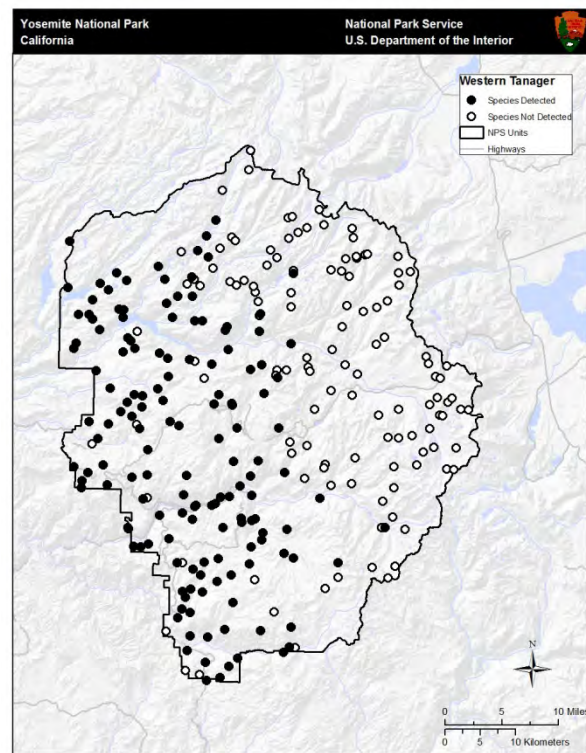 Yosemite National Park
California
National Park Service
U.S. Department of the Interior
Western Tanager
Species Detected
Species Not Detected
NPS Units
Highways
N
0 5 10 Miles
0 5 10 Kilometers